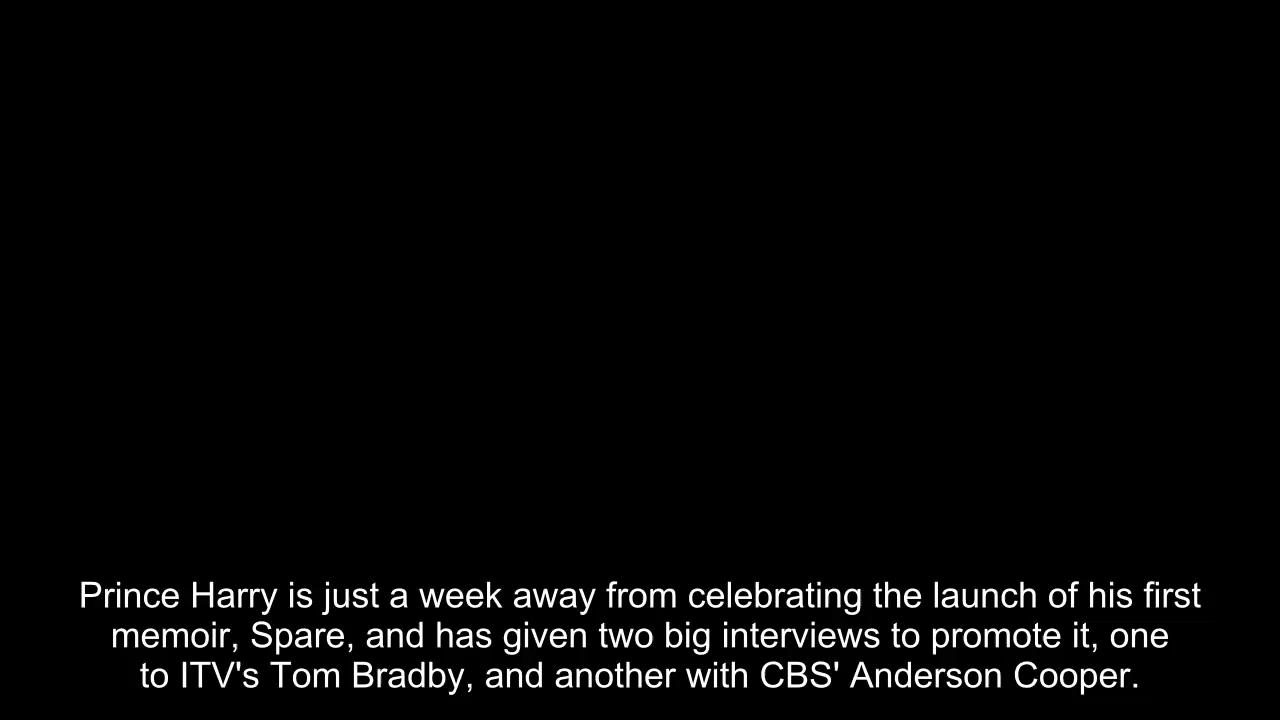 Prince Harry is just a week away from celebrating the launch of his first
memoir, Spare, and has given two big interviews to promote it, one
to ITV's Tom Bradby, and another with CBS' Anderson Cooper.